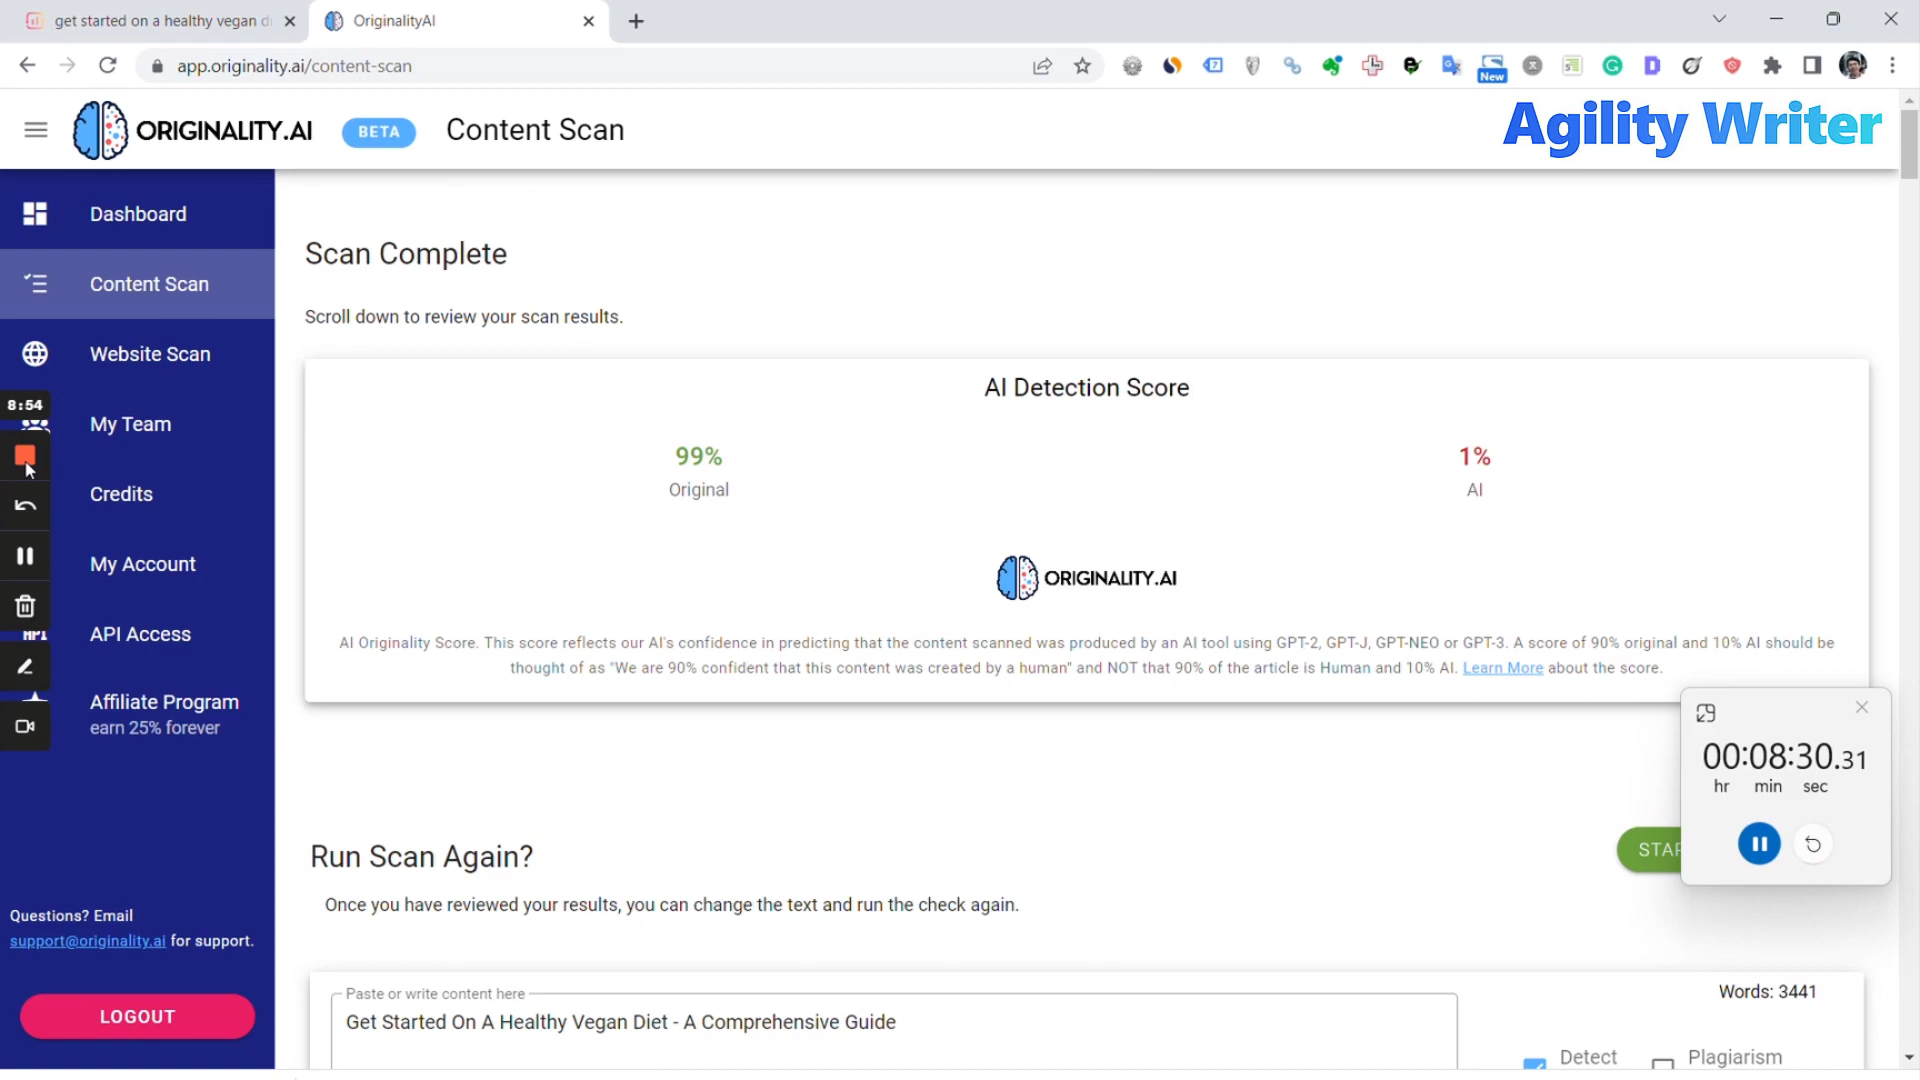 get started on a healthy vegan di
OriginalityAI
app.originality.ai/content-scan
7
New
ORIGINALITY.AI
BETA
Content Scan
Agility Writer
Dashboard
Content Scan
Website Scan
8:54
My Team
Credits
My Account
API
API Access
Affiliate Program
earn 25% forever
Questions? Email
support@originality.ai for support.
LOGOUT
Scan Complete
Scroll down to review your scan results.
AI Detection Score
99%
Original
1%
AI
ORIGINALITY.AI
AI Originality Score. This score reflects our AI's confidence in predicting that the content scanned was produced by an AI tool using GPT-2, GPT-J, GPT-NEO or GPT-3. A score of 90% original and 10% AI should be
thought of as "We are 90% confident that this content was created by a human" and NOT that 90% of the article is Human and 10% AI. Learn More about the score.
00:08:30.31
hr min sec
Run Scan Again?
STAR
Once you have reviewed your results, you can change the text and run the check again.
Words: 3441
Paste or write content here
Get Started On A Healthy Vegan Diet - A Comprehensive Guide
Detect
Plagiarism